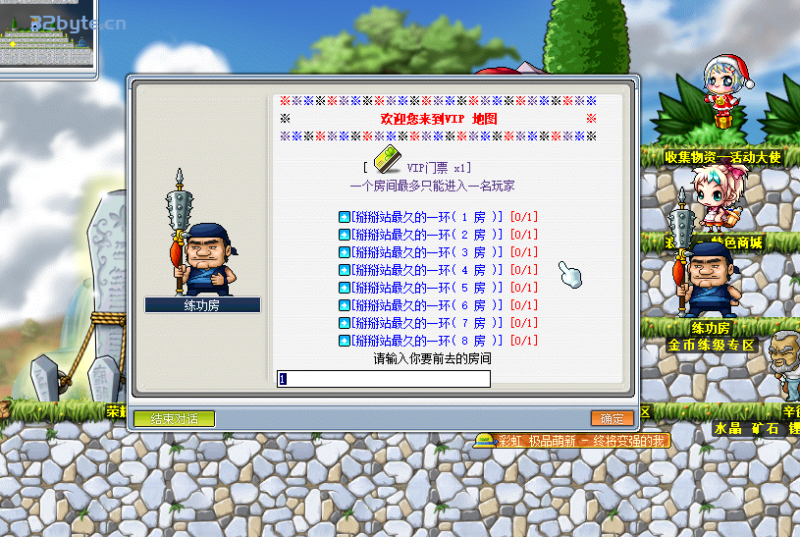 32byte.cn
※※※※※※※※※※※※※※※※※※※※※※※※※※※
※ 欢迎您来到VIP 地图 ※
※※※※※※※※※※※※※※※※※※※※※※※※※※※
[ VIP门票 x1]
一个房间最多只能进入一名玩家
[掰掰站最久的一环( 1 房 )] [0/1]
[掰掰站最久的一环( 2 房 )] [0/1]
[掰掰站最久的一环( 3 房 )] [0/1]
[掰掰站最久的一环( 4 房 )] [0/1]
[掰掰站最久的一环( 5 房 )] [0/1]
[掰掰站最久的一环( 6 房 )] [0/1]
[掰掰站最久的一环( 7 房 )] [0/1]
[掰掰站最久的一环( 8 房 )] [0/1]
请输入你要前去的房间
1
练功房
结束对话
确定
收集物资—活动大使
色商城
练功房
金币练级专区
荣
区
辛
水晶 矿石
彩虹 极品萌新 - 终将变强的我